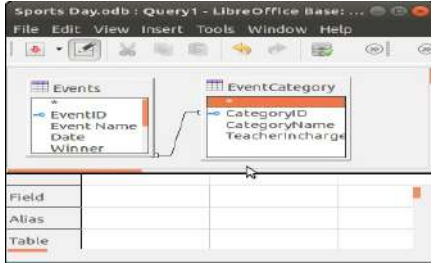 Sports Day.odb : Query1 - LibreOffice Base: ...
File Edit View Insert Tools Window Help
Events
*
EventID
Event Name
Date
Winner
EventCategory
*
CategoryID
CategoryName
TeacherIncharge
Field
Alias
Table